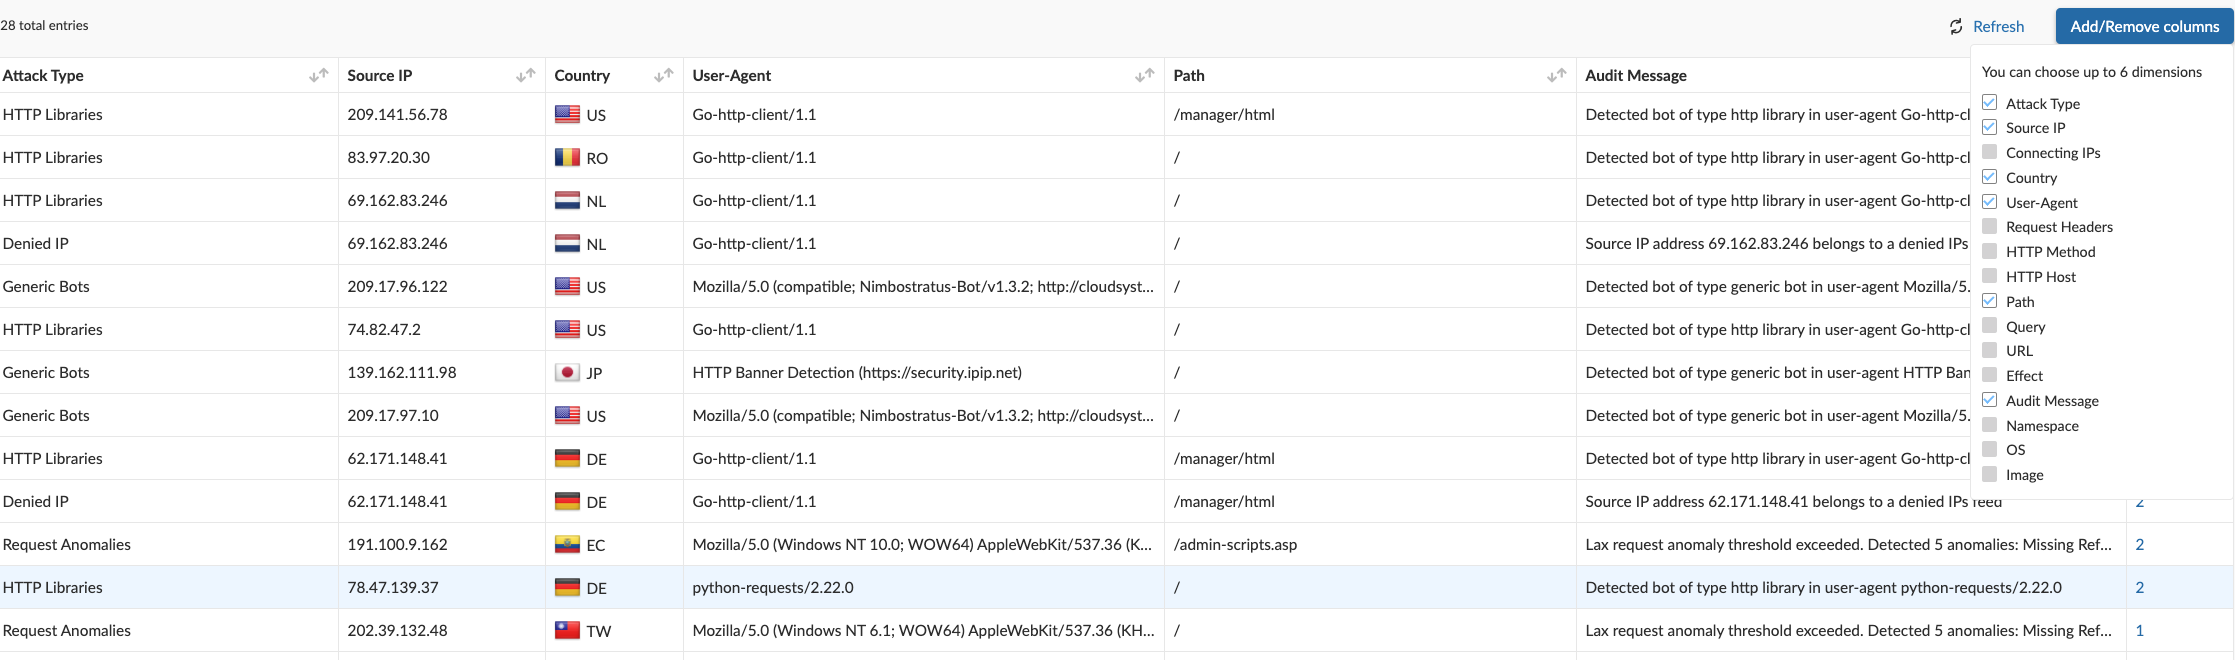 28 total entries
Refresh
Add/Remove columns
Attack Type Source IP Country User-Agent Path Audit Message
HTTP Libraries 209.141.56.78 US Go-http-client/1.1 /manager/html Detected bot of type http library in user-agent Go-http-cl
HTTP Libraries 83.97.20.30 RO Go-http-client/1.1 / Detected bot of type http library in user-agent Go-http-cl
HTTP Libraries 69.162.83.246 NL Go-http-client/1.1 / Detected bot of type http library in user-agent Go-http-cl
Denied IP 69.162.83.246 NL Go-http-client/1.1 / Source IP address 69.162.83.246 belongs to a denied IPs
Generic Bots 209.17.96.122 US Mozilla/5.0 (compatible; Nimbostratus-Bot/v1.3.2; http://cloudsyst... / Detected bot of type generic bot in user-agent Mozilla/5.
HTTP Libraries 74.82.47.2 US Go-http-client/1.1 / Detected bot of type http library in user-agent Go-http-cl
Generic Bots 139.162.111.98 JP HTTP Banner Detection (https://security.ipip.net) / Detected bot of type generic bot in user-agent HTTP Ban
Generic Bots 209.17.97.10 US Mozilla/5.0 (compatible; Nimbostratus-Bot/v1.3.2; http://cloudsyst... / Detected bot of type generic bot in user-agent Mozilla/5.
HTTP Libraries 62.171.148.41 DE Go-http-client/1.1 /manager/html Detected bot of type http library in user-agent Go-http-cl
Denied IP 62.171.148.41 DE Go-http-client/1.1 /manager/html Source IP address 62.171.148.41 belongs to a denied IPs feed 2
Request Anomalies 191.100.9.162 EC Mozilla/5.0 (Windows NT 10.0; WOW64) AppleWebKit/537.36 (K... /admin-scripts.asp Lax request anomaly threshold exceeded. Detected 5 anomalies: Missing Ref... 2
HTTP Libraries 78.47.139.37 DE python-requests/2.22.0 / Detected bot of type http library in user-agent python-requests/2.22.0 2
Request Anomalies 202.39.132.48 TW Mozilla/5.0 (Windows NT 6.1; WOW64) AppleWebKit/537.36 (KH... / Lax request anomaly threshold exceeded. Detected 5 anomalies: Missing Ref... 1
You can choose up to 6 dimensions
Attack Type
Source IP
Connecting IPs
Country
User-Agent
Request Headers
HTTP Method
HTTP Host
Path
Query
URL
Effect
Audit Message
Namespace
OS
Image